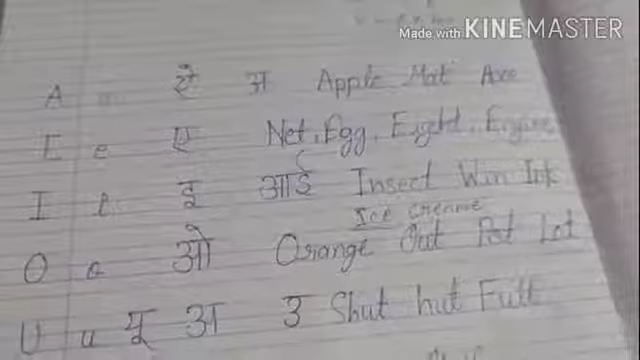 Made with KINEMASTER
A a ऐ अ Apple Mat Axe
E e ए Net, Egg, Eight, Engine
I i इ आई Insect Win Ink
Ice Creame
O o ओ Orange Out Pot Lot
U u यू अ उ Shut hut Full